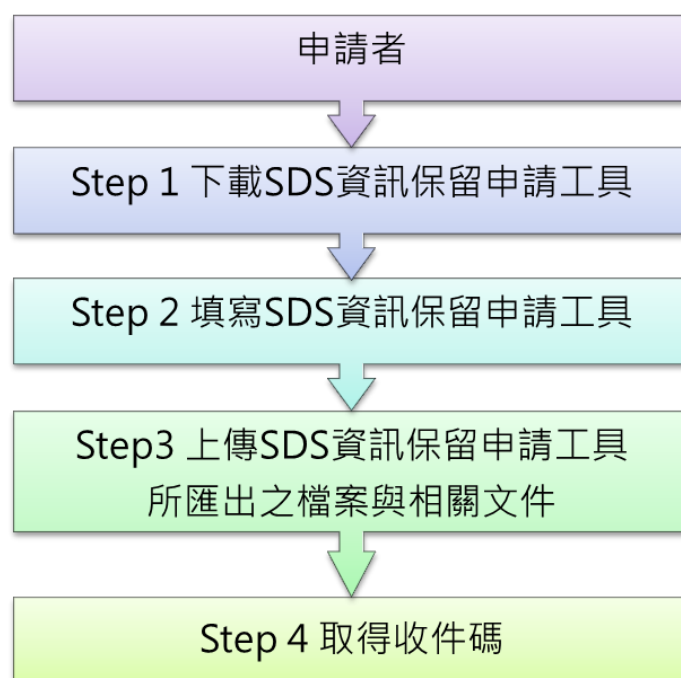 申請者
Step 1 下載SDS資訊保留申請工具
Step 2 填寫SDS資訊保留申請工具
Step3 上傳SDS資訊保留申請工具
所匯出之檔案與相關文件
Step 4 取得收件碼